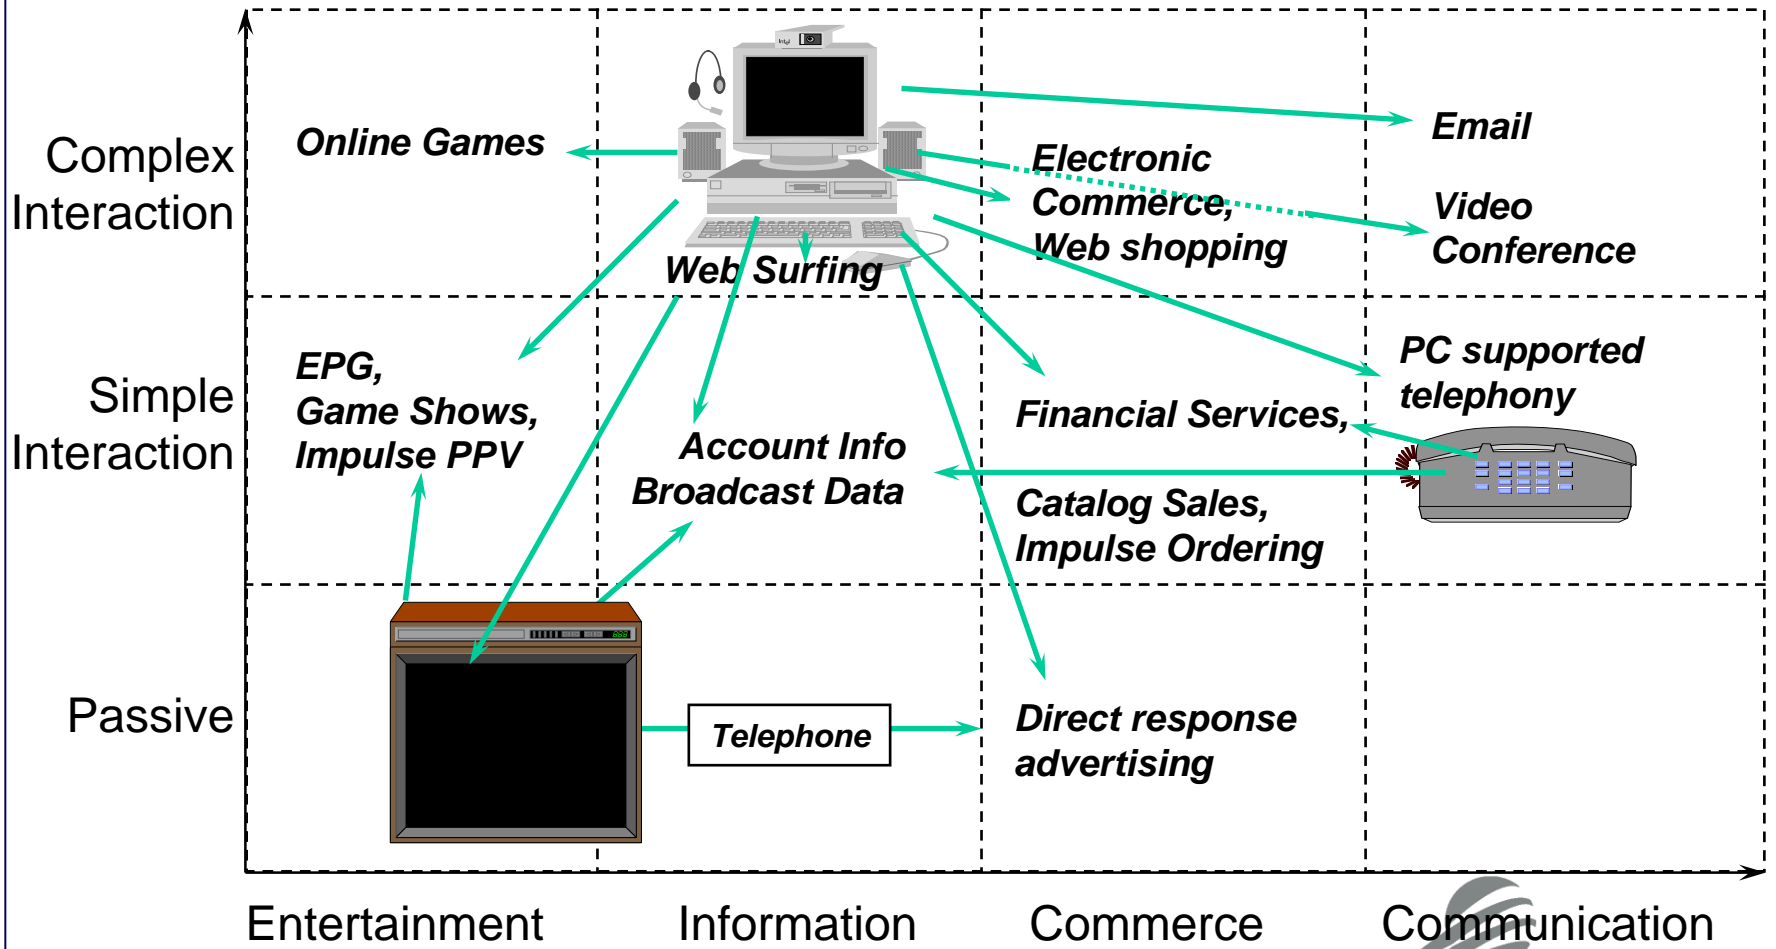 Intel
Complex
Interaction
Online Games
Web Surfing
Electronic
Commerce,
Web shopping
Email
Video
Conference
Simple
Interaction
EPG,
Game Shows,
Impulse PPV
Account Info
Broadcast Data
Financial Services,
Catalog Sales,
Impulse Ordering
PC supported
telephony
Passive
888
Telephone
Direct response
advertising
Entertainment
Information
Commerce
Communication